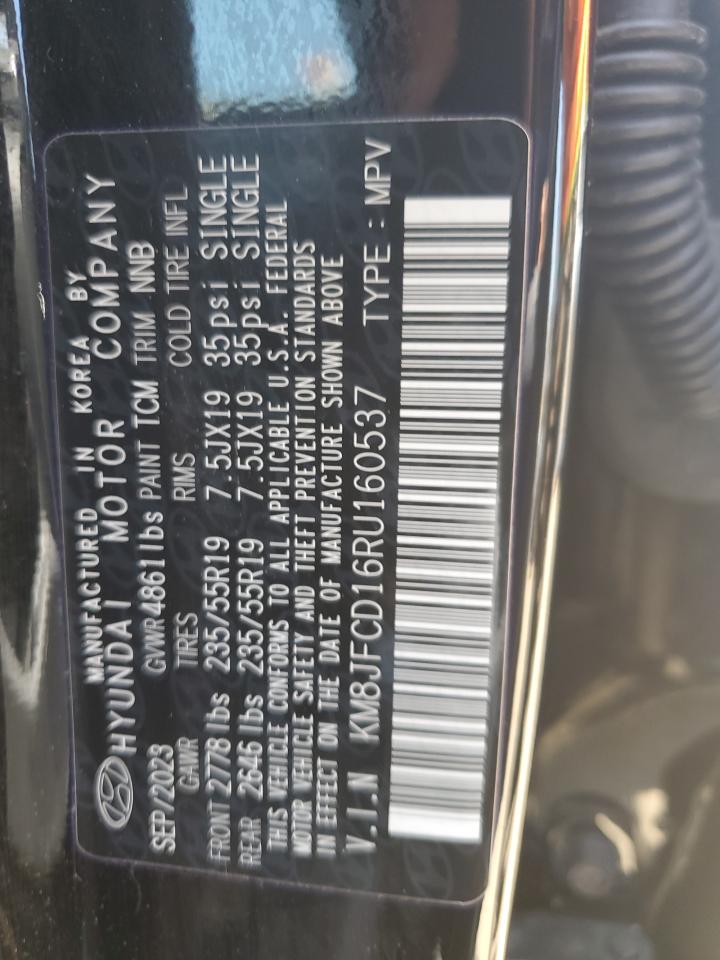 MANUFACTURED IN KOREA BY
HYUNDAI MOTOR COMPANY
SEP/2023 GVWR 4861lbs PAINT TCM TRIM NNB
GAWR TIRES RIMS COLD TIRE INFL
FRONT 2778 lbs 235/55R19 7.5JX19 35psi SINGLE
REAR 2646 lbs 235/55R19 7.5JX19 35psi SINGLE
THIS VEHICLE CONFORMS TO ALL APPLICABLE U.S.A. FEDERAL
MOTOR VEHICLE SAFETY AND THEFT PREVENTION STANDARDS
IN EFFECT ON THE DATE OF MANUFACTURE SHOWN ABOVE
V.I.N KM8JFCD16RU160537 TYPE : MPV